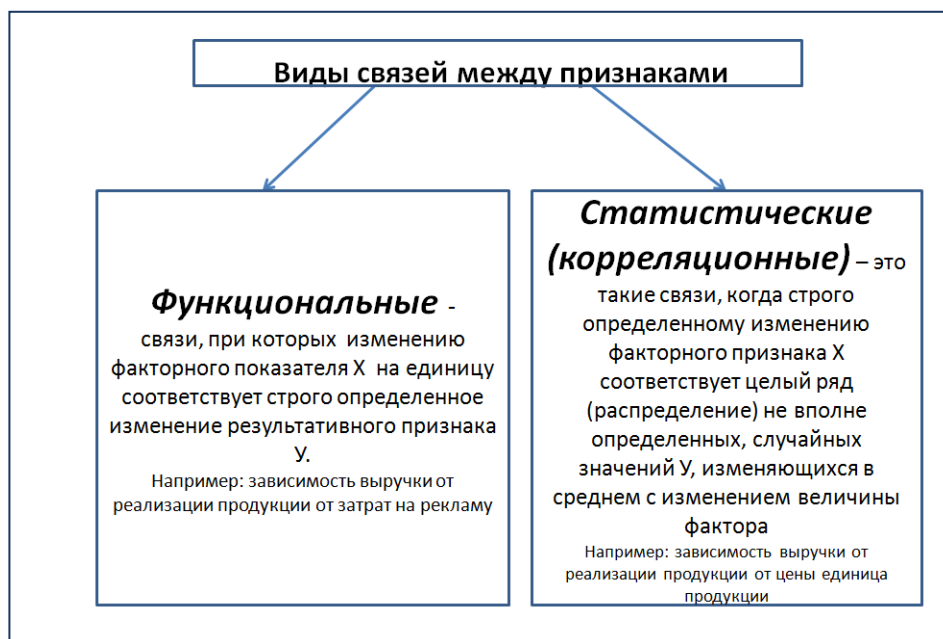 Виды связей между признаками
Функциональные -
связи, при которых изменению
факторного показателя Х на единицу
соответствует строго определенное
изменение результативного признака
У.
Например: зависимость выручки от
реализации продукции от затрат на рекламу
Статистические
(корреляционные) – это
такие связи, когда строго
определенному изменению
факторного признака Х
соответствует целый ряд
(распределение) не вполне
определенных, случайных
значений У, изменяющихся в
среднем с изменением величины
фактора
Например: зависимость выручки от
реализации продукции от цены единица
продукции